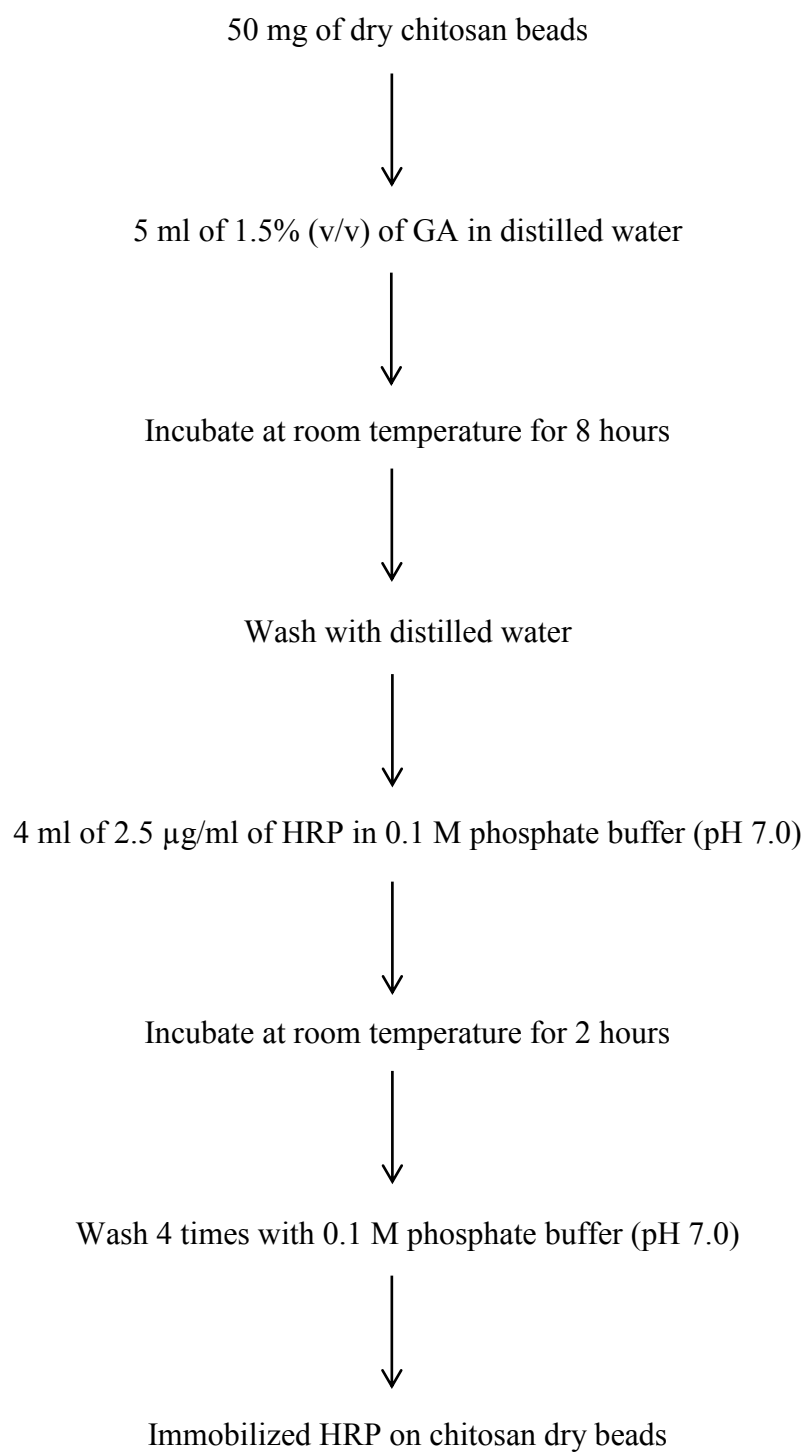 50 mg of dry chitosan beads
5 ml of 1.5% (v/v) of GA in distilled water
Incubate at room temperature for 8 hours
Wash with distilled water
4 ml of 2.5 µg/ml of HRP in 0.1 M phosphate buffer (pH 7.0)
Incubate at room temperature for 2 hours
Wash 4 times with 0.1 M phosphate buffer (pH 7.0)
Immobilized HRP on chitosan dry beads